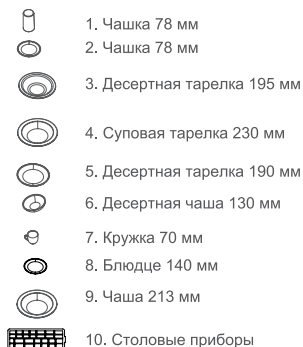 1. Чашка 78 мм
2. Чашка 78 мм
3. Десертная тарелка 195 мм
4. Суповая тарелка 230 мм
5. Десертная тарелка 190 мм
6. Десертная чаша 130 мм
7. Кружка 70 мм
8. Блюдце 140 мм
9. Чаша 213 мм
10. Столовые приборы